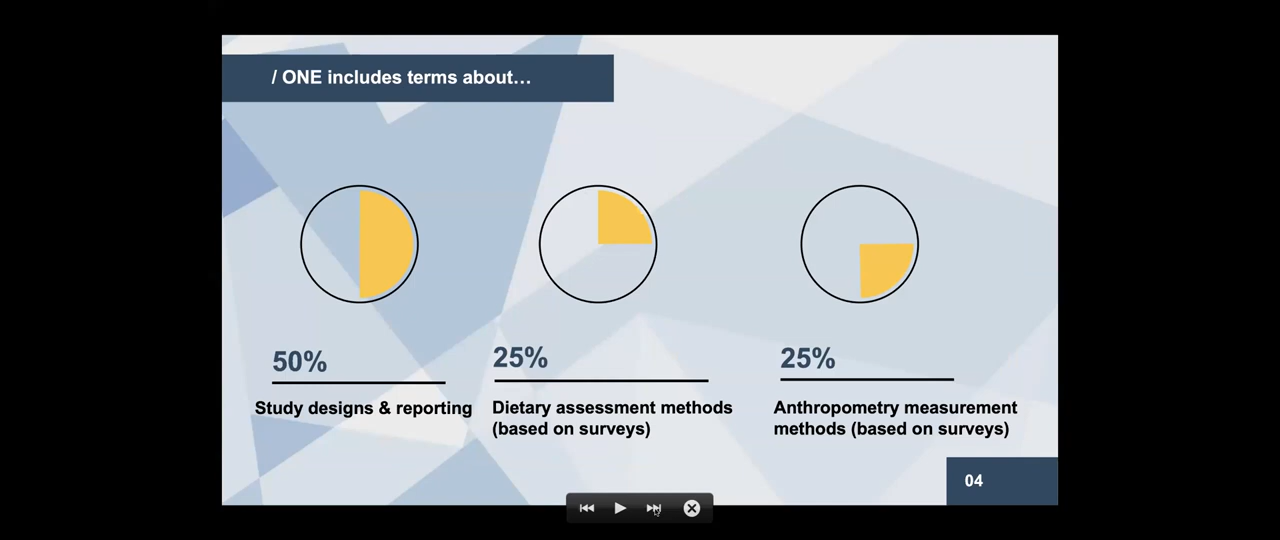 / ONE includes terms about…
50%
Study designs & reporting
25%
Dietary assessment methods
(based on surveys)
25%
Anthropometry measurement
methods (based on surveys)
04